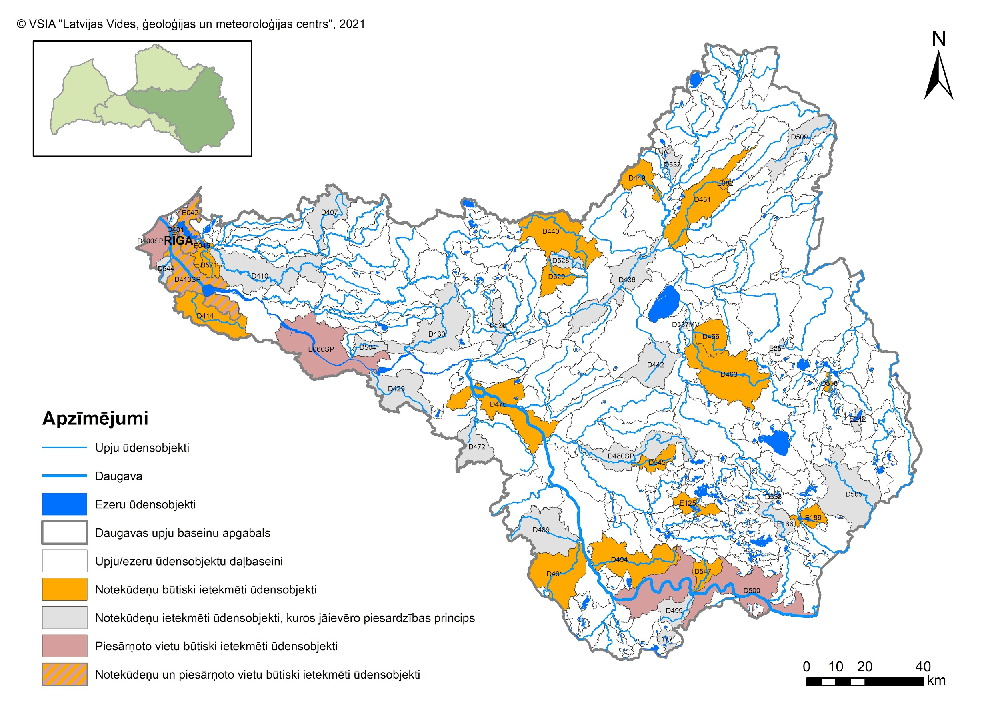 © VSIA "Latvijas Vides, ģeoloģijas un meteoroloģijas centrs", 2021
N
D509
E073
D532
D449
E082
D451
D407
E042
D401
D440
D400SP
RĪGA
E045
D528
D571
D544
D410
D529
D413SP
D436
D414
D526
D537MV
D430
D466
E060SP
D504
E251
D442
D463
D518
D429
D476
E242
D472
D480SP
D545
D538
D505
E125
E189
E166
D489
D494
D547
D491
D500
D499
E177
Apzīmējumi
Upju ūdensobjekti
Daugava
Ezeru ūdensobjekti
Daugavas upju baseinu apgabals
Upju/ezeru ūdensobjektu daļbaseini
Notekūdeņu būtiski ietekmēti ūdensobjekti
Notekūdeņu ietekmēti ūdensobjekti, kuros jāievēro piesardzības princips
Piesārņoto vietu būtiski ietekmēti ūdensobjekti
Notekūdeņu un piesārņoto vietu būtiski ietekmēti ūdensobjekti
0 10 20 40
km